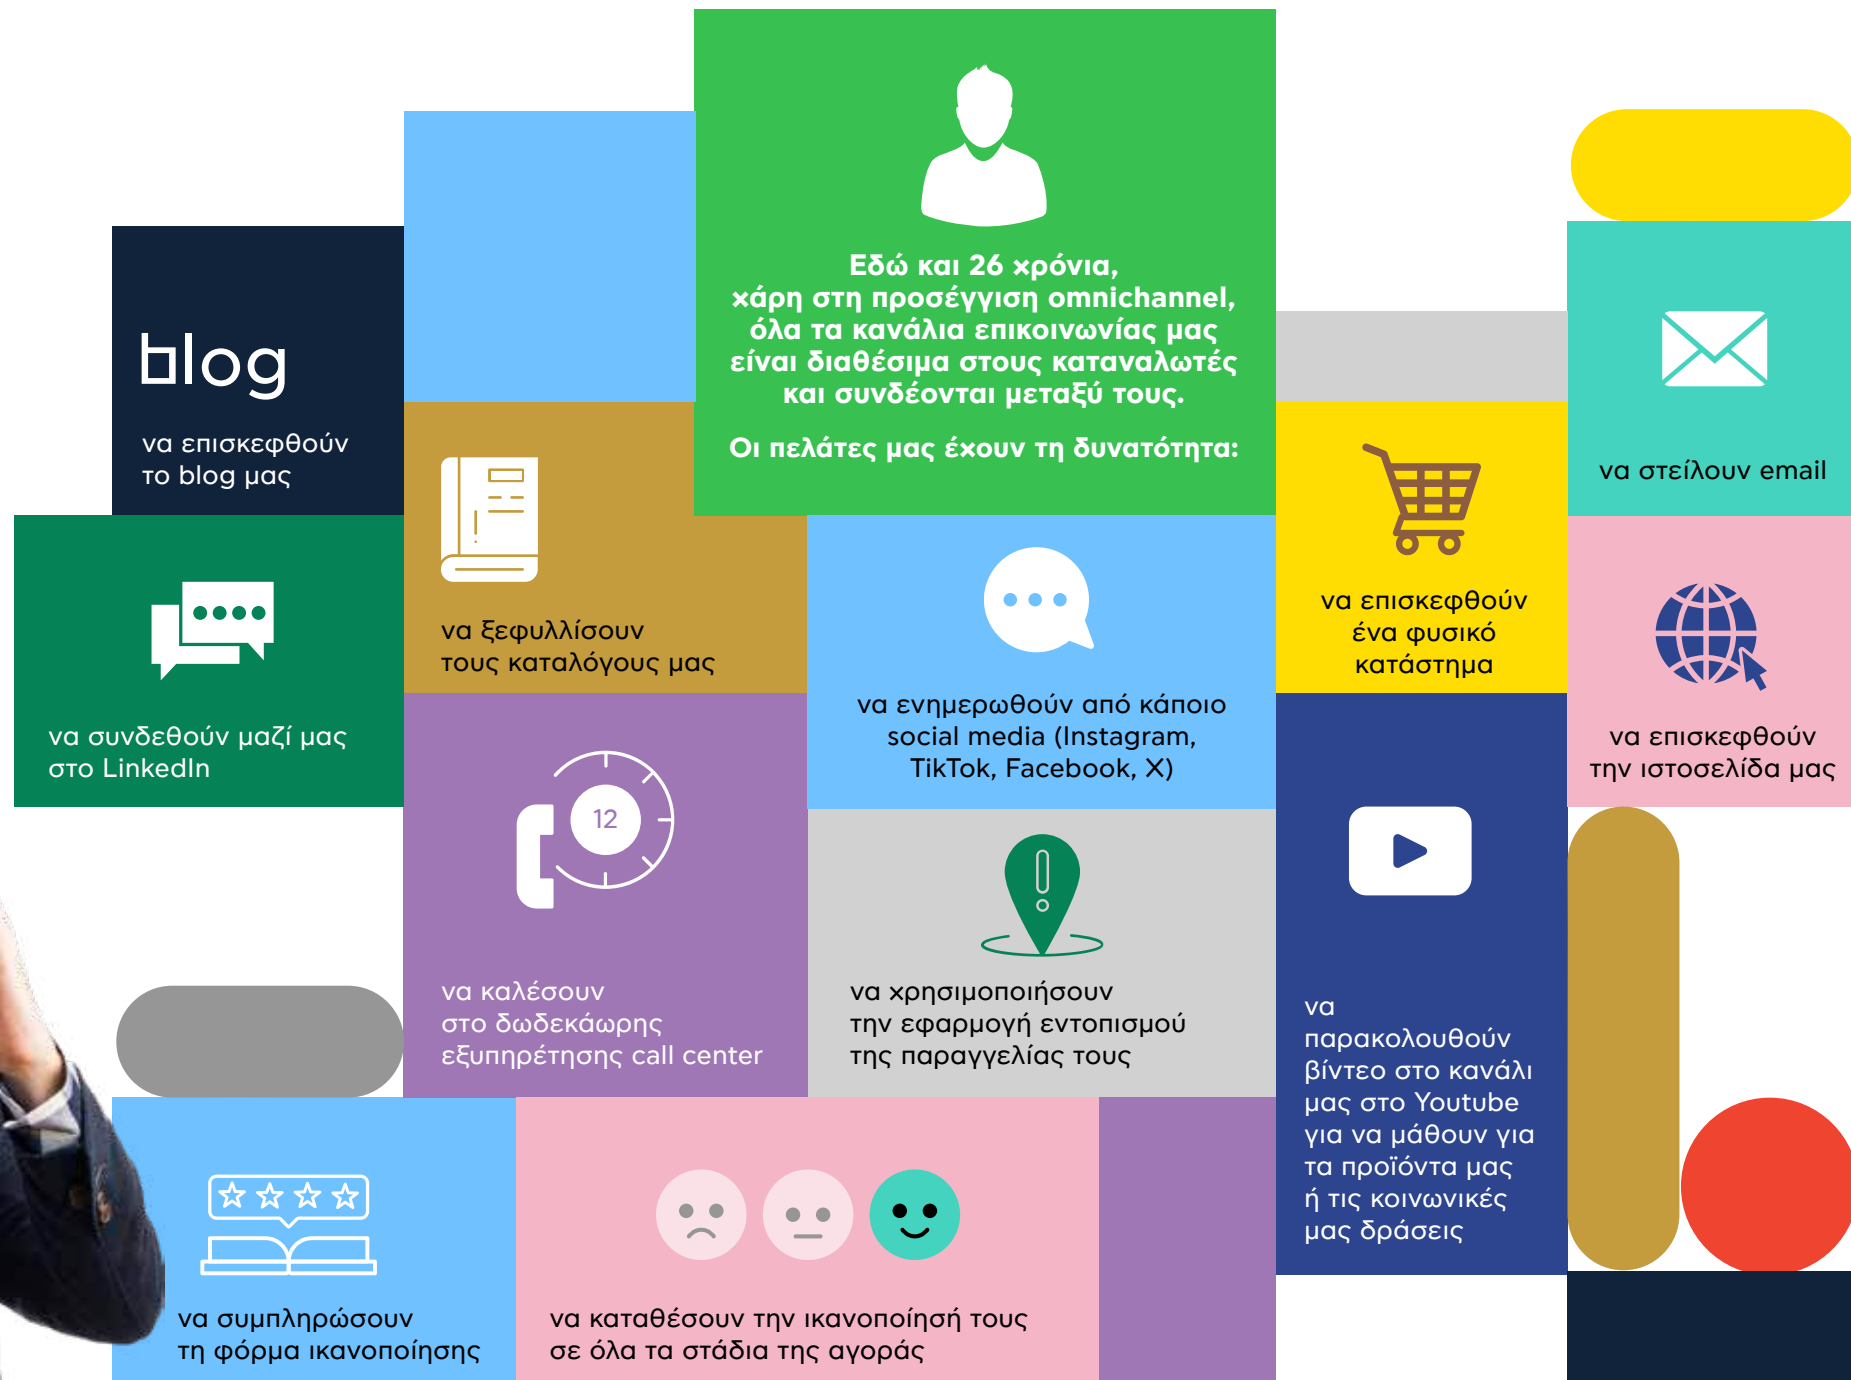 Εδώ και 26 χρόνια,
χάρη στη προσέγγιση omnichannel,
όλα τα κανάλια επικοινωνίας μας
είναι διαθέσιμα στους καταναλωτές
και συνδέονται μεταξύ τους.
Οι πελάτες μας έχουν τη δυνατότητα:
blog
να επισκεφθούν
το blog μας
να ξεφυλλίσουν
τους καταλόγους μας
να επισκεφθούν
ένα φυσικό
κατάστημα
να στείλουν email
να συνδεθούν μαζί μας
στο LinkedIn
να ενημερωθούν από κάποιο
social media (Instagram,
TikTok, Facebook, X)
να επισκεφθούν
την ιστοσελίδα μας
12
να καλέσουν
στο δωδεκάωρης
εξυπηρέτησης call center
να χρησιμοποιήσουν
την εφαρμογή εντοπισμού
της παραγγελίας τους
να
παρακολουθούν
βίντεο στο κανάλι
μας στο Youtube
για να μάθουν για
τα προϊόντα μας
ή τις κοινωνικές
μας δράσεις
να συμπληρώσουν
τη φόρμα ικανοποίησης
να καταθέσουν την ικανοποίησή τους
σε όλα τα στάδια της αγοράς